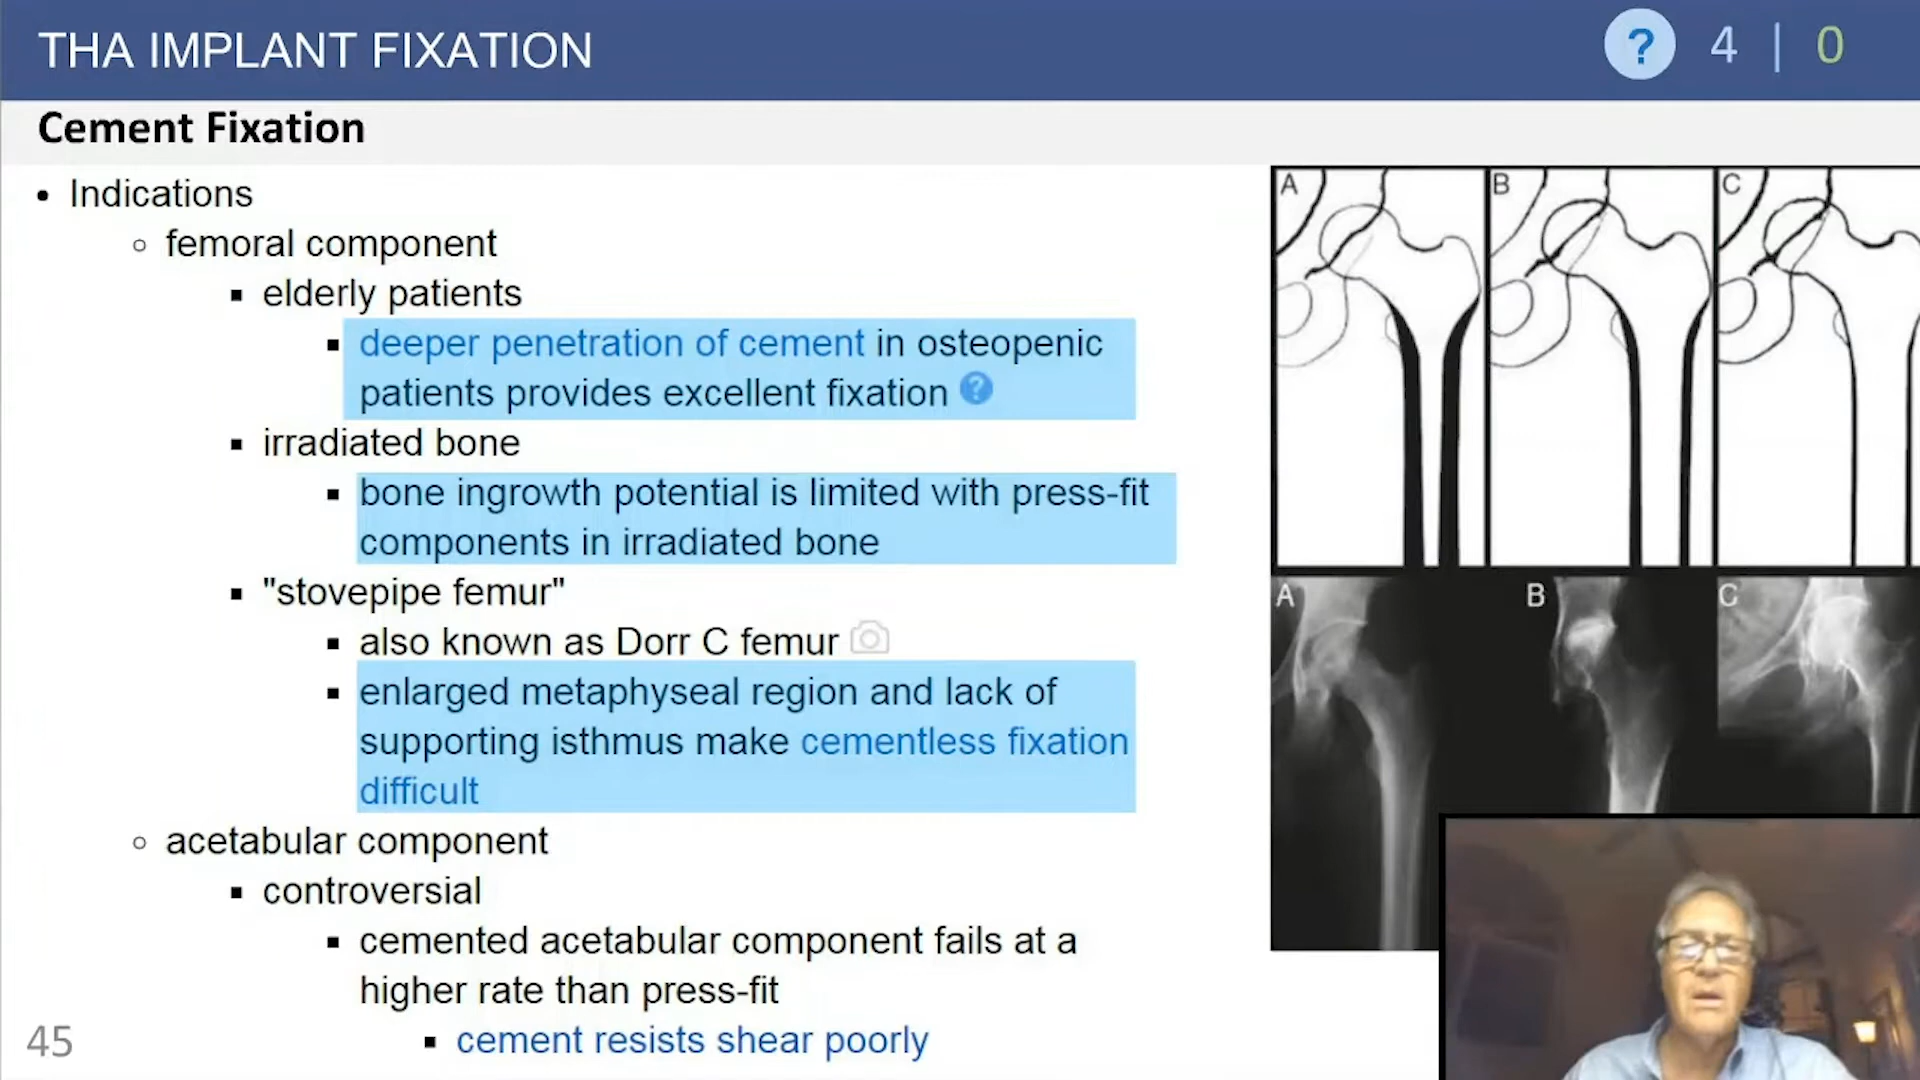 THA IMPLANT FIXATION
? 4 | 0
Cement Fixation
• Indications
○ femoral component
▪ elderly patients
▪ deeper penetration of cement in osteopenic
patients provides excellent fixation ?
▪ irradiated bone
▪ bone ingrowth potential is limited with press-fit
components in irradiated bone
▪ "stovepipe femur"
▪ also known as Dorr C femur
▪ enlarged metaphyseal region and lack of
supporting isthmus make cementless fixation
difficult
○ acetabular component
▪ controversial
▪ cemented acetabular component fails at a
higher rate than press-fit
▪ cement resists shear poorly
45
A B C
A B C